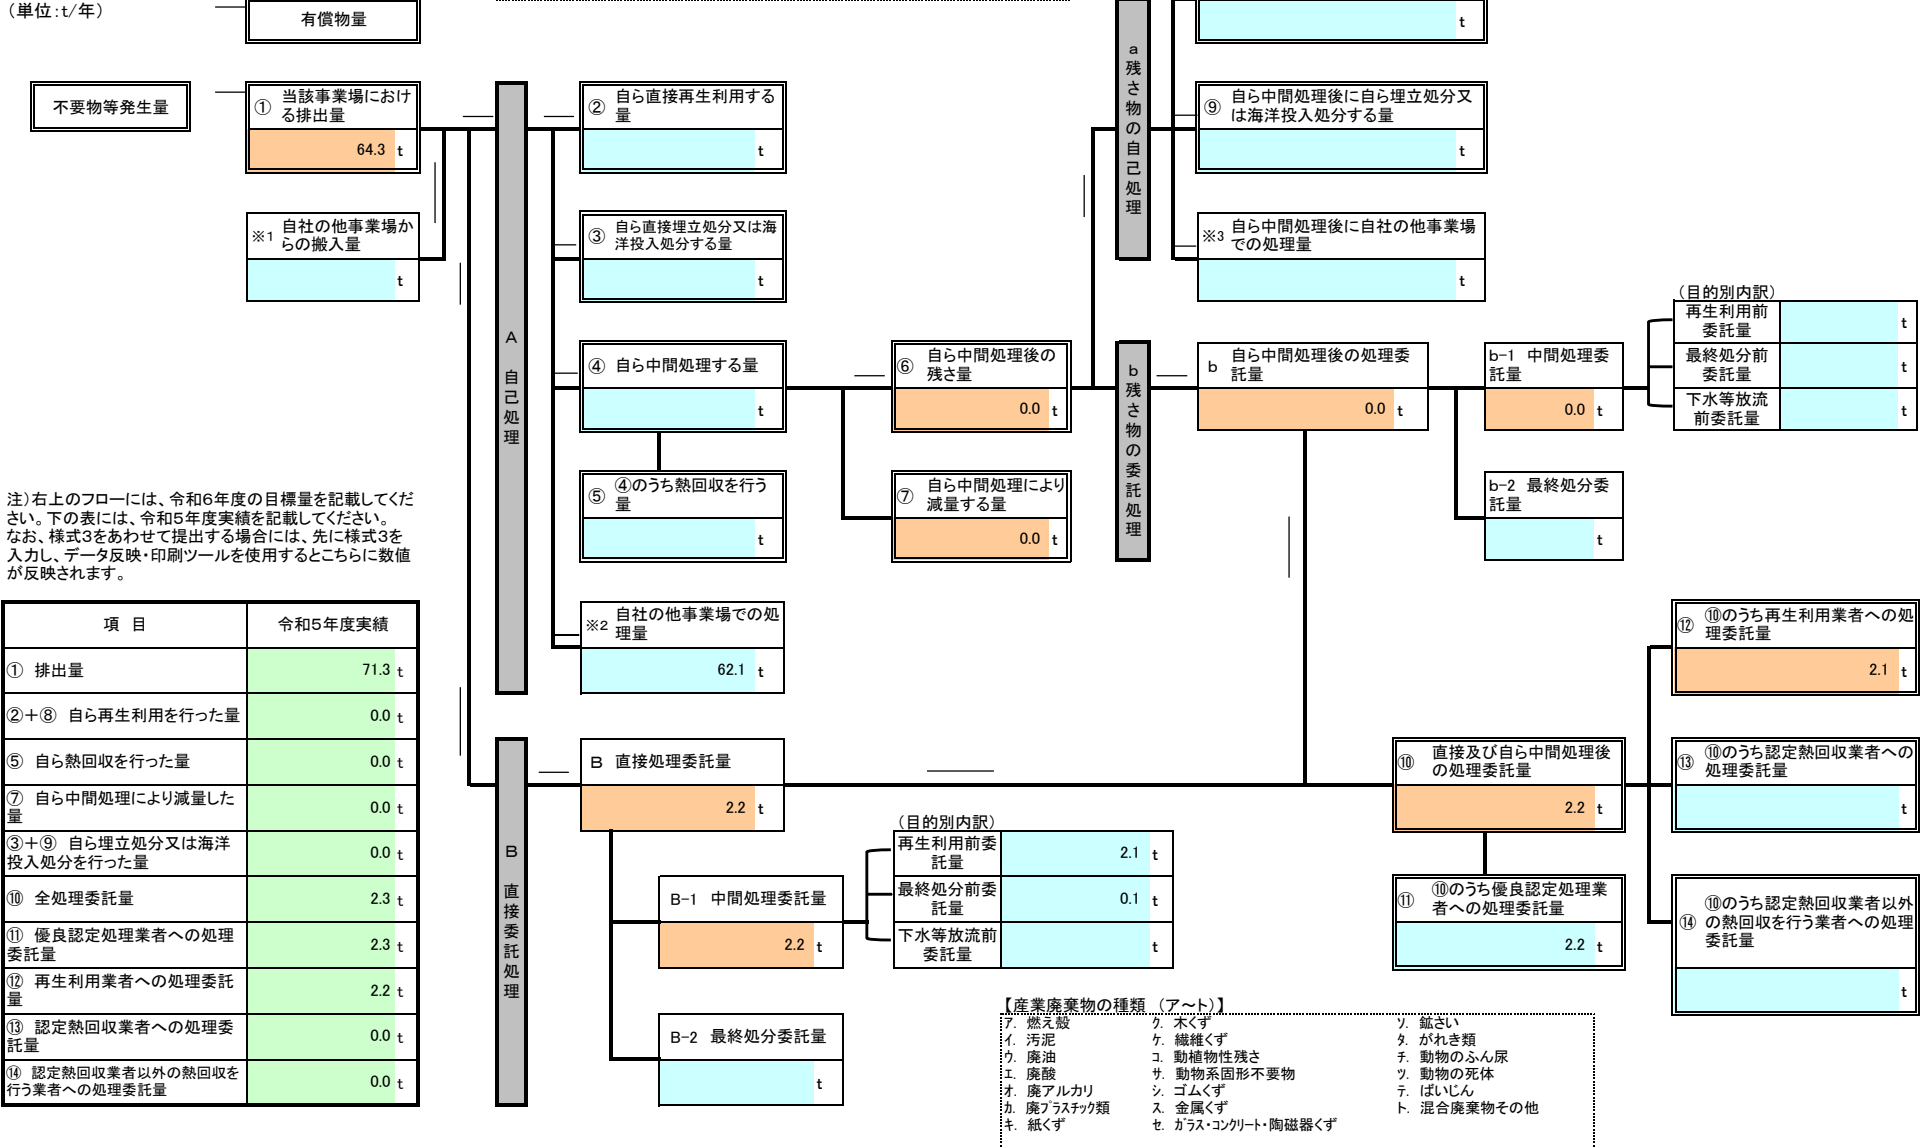 （単位：t/年）
有償物量
t
不要物等発生量
① 当該事業場におけ
る排出量
64.3 t
※1 自社の他事業場か
らの搬入量
t
A 自己処理
② 自ら直接再生利用する
量
t
③ 自ら直接埋立処分又は海
洋投入処分する量
t
④ 自ら中間処理する量
t
⑤ ④のうち熱回収を行う
量
t
※2 自社の他事業場での処
理量
62.1 t
⑥ 自ら中間処理後の
残さ量
0.0 t
⑦ 自ら中間処理により
減量する量
0.0 t
a残さ物の自己処理
⑨ 自ら中間処理後に自ら埋立処分又
は海洋投入処分する量
t
※3 自ら中間処理後に自社の他事業場
での処理量
t
b残さ物の委託処理
b 自ら中間処理後の処理委
託量
0.0 t
b-1 中間処理委
託量
0.0 t
（目的別内訳）
再生利用前
委託量
t
最終処分前
委託量
t
下水等放流
前委託量
t
b-2 最終処分委
託量
t
注）右上のフローには、令和６年度の目標量を記載してくだ
さい。下の表には、令和５年度実績を記載してください。
なお、様式３をあわせて提出する場合には、先に様式３を
入力し、データ反映・印刷ツールを使用するとこちらに数値
が反映されます。
項 目 令和５年度実績
① 排出量 71.3 t
②＋⑧ 自ら再生利用を行った量 0.0 t
⑤ 自ら熱回収を行った量 0.0 t
⑦ 自ら中間処理により減量した
量 0.0 t
③＋⑨ 自ら埋立処分又は海洋
投入処分を行った量 0.0 t
⑩ 全処理委託量 2.3 t
⑪ 優良認定処理業者への処理
委託量 2.3 t
⑫ 再生利用業者への処理委託
量 2.2 t
⑬ 認定熱回収業者への処理委
託量 0.0 t
⑭ 認定熱回収業者以外の熱回収を
行う業者への処理委託量 0.0 t
B 直接委託処理
B 直接処理委託量
2.2 t
B-1 中間処理委託量
2.2 t
（目的別内訳）
再生利用前委
託量
2.1 t
最終処分前委
託量
0.1 t
下水等放流前
委託量
t
B-2 最終処分委託量
t
⑩ 直接及び自ら中間処理後
の処理委託量
2.2 t
⑪ ⑩のうち優良認定処理業
者への処理委託量
2.2 t
⑫ ⑩のうち再生利用業者への処
理委託量
2.1 t
⑬ ⑩のうち認定熱回収業者への
処理委託量
t
⑭ ⑩のうち認定熱回収業者以外
の熱回収を行う業者への処理
委託量
t
【産業廃棄物の種類 （ア～ト）】
ｱ. 燃え殻 ｸ. 木くず ｿ. 鉱さい
ｲ. 汚泥 ｹ. 繊維くず ﾀ. がれき類
ｳ. 廃油 ｺ. 動植物性残さ ﾁ. 動物のふん尿
ｴ. 廃酸 ｻ. 動物系固形不要物 ﾂ. 動物の死体
ｵ. 廃アルカリ ｼ. ゴムくず ﾃ. ばいじん
ｶ. 廃ﾌﾟﾗｽﾁｯｸ類 ｽ. 金属くず ﾄ. 混合廃棄物その他
ｷ. 紙くず ｾ. ｶﾞﾗｽ・ｺﾝｸﾘｰﾄ・陶磁器くず